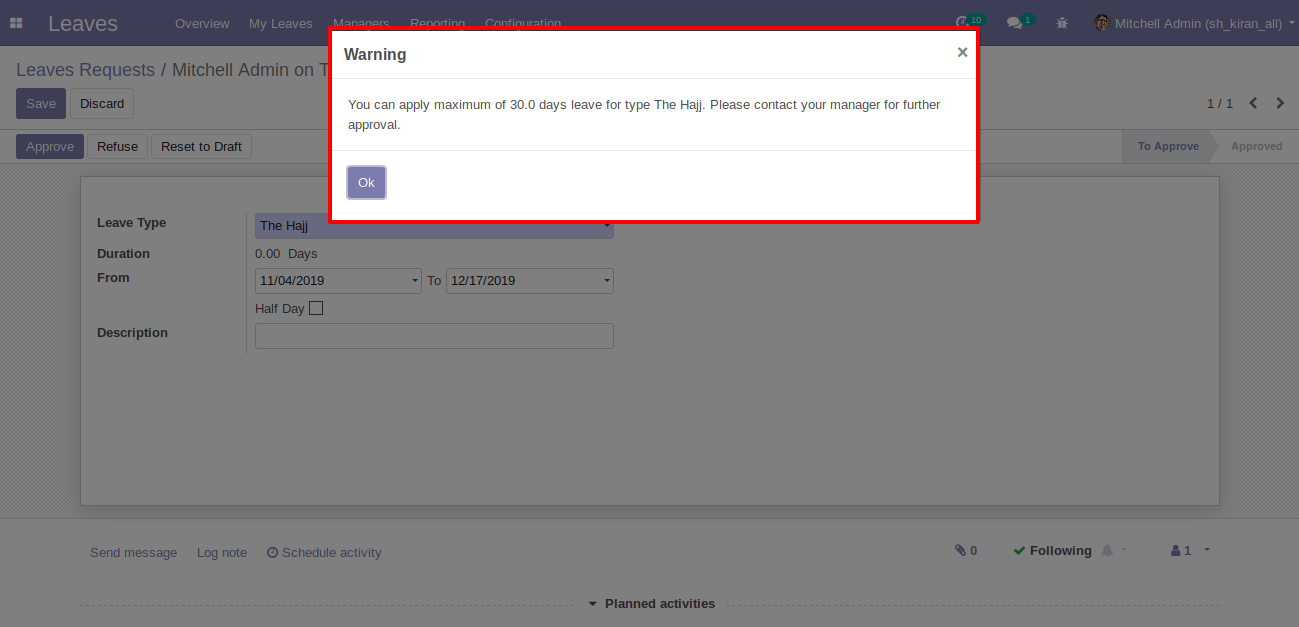 Leaves Overview My Leaves Managers Reporting Configuration 10 1 Mitchell Admin (sh_kiran_all)
Warning ×
Leaves Requests / Mitchell Admin on T
Save Discard
You can apply maximum of 30.0 days leave for type The Hajj. Please contact your manager for further
approval.
1 / 1
Approve Refuse Reset to Draft
To Approve Approved
Ok
Leave Type The Hajj
Duration 0.00 Days
From 11/04/2019 To 12/17/2019
Half Day
Description
Send message Log note Schedule activity 0 Following 1
Planned activities